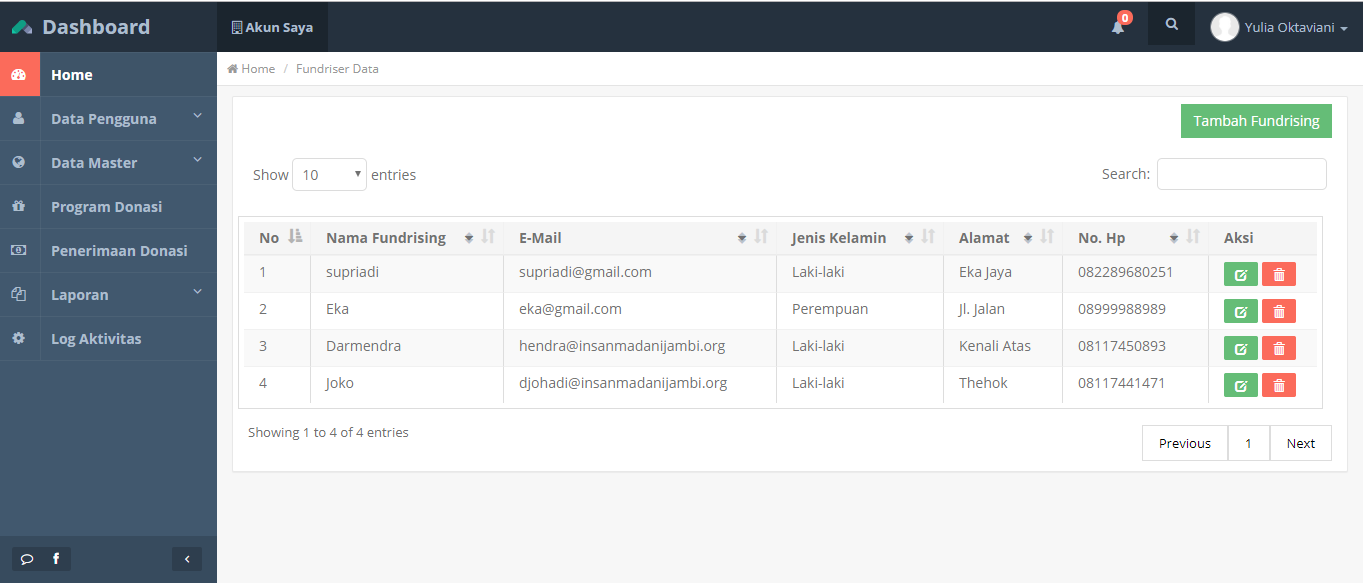 Dashboard Akun Saya 0 Yulia Oktaviani
Home
Data Pengguna
Data Master
Program Donasi
Penerimaan Donasi
Laporan
Log Aktivitas
Home / Fundriser Data
Tambah Fundrising
Show 10 entries Search:
No Nama Fundrising E-Mail Jenis Kelamin Alamat No. Hp Aksi
1 supriadi supriadi@gmail.com Laki-laki Eka Jaya 082289680251
2 Eka eka@gmail.com Perempuan Jl. Jalan 08999988989
3 Darmendra hendra@insanmadanijambi.org Laki-laki Kenali Atas 08117450893
4 Joko djohadi@insanmadanijambi.org Laki-laki Thehok 08117441471
Showing 1 to 4 of 4 entries
Previous 1 Next